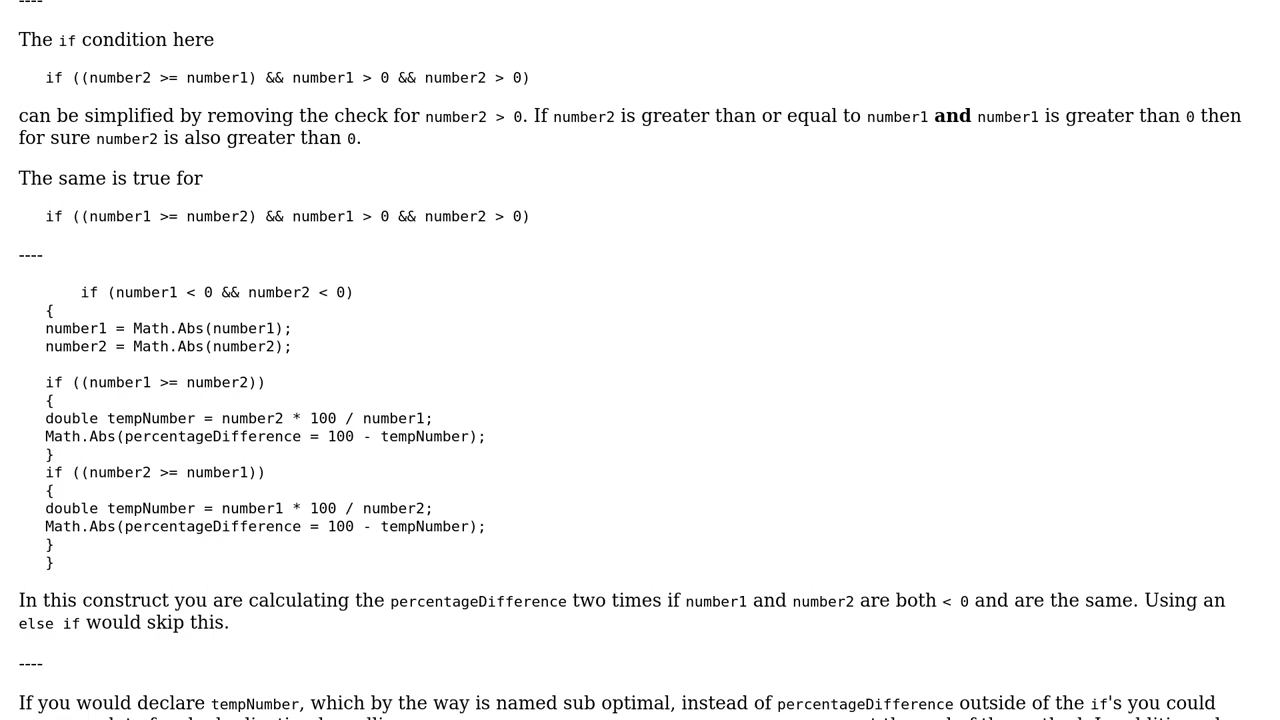 ----
The if condition here
if ((number2 >= number1) && number1 > 0 && number2 > 0)
can be simplified by removing the check for number2 > 0. If number2 is greater than or equal to number1 and number1 is greater than 0 then
for sure number2 is also greater than 0.
The same is true for
if ((number1 >= number2) && number1 > 0 && number2 > 0)
----
if (number1 < 0 && number2 < 0)
{
number1 = Math.Abs(number1);
number2 = Math.Abs(number2);
if ((number1 >= number2))
{
double tempNumber = number2 * 100 / number1;
Math.Abs(percentageDifference = 100 - tempNumber);
}
if ((number2 >= number1))
{
double tempNumber = number1 * 100 / number2;
Math.Abs(percentageDifference = 100 - tempNumber);
}
}
In this construct you are calculating the percentageDifference two times if number1 and number2 are both < 0 and are the same. Using an
else if would skip this.
----
If you would declare tempNumber, which by the way is named sub optimal, instead of percentageDifference outside of the if's you could